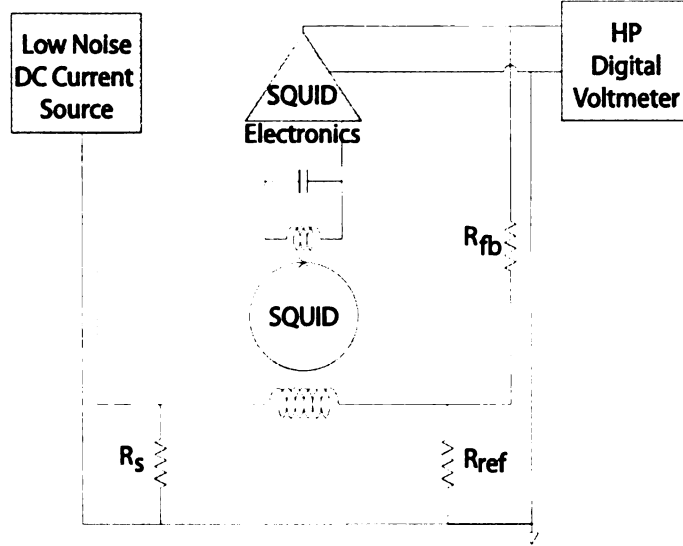 Low Noise
DC Current
Source
SQUID
Electronics
HP
Digital
Voltmeter
Rfb
SQUID
Rs
Rref